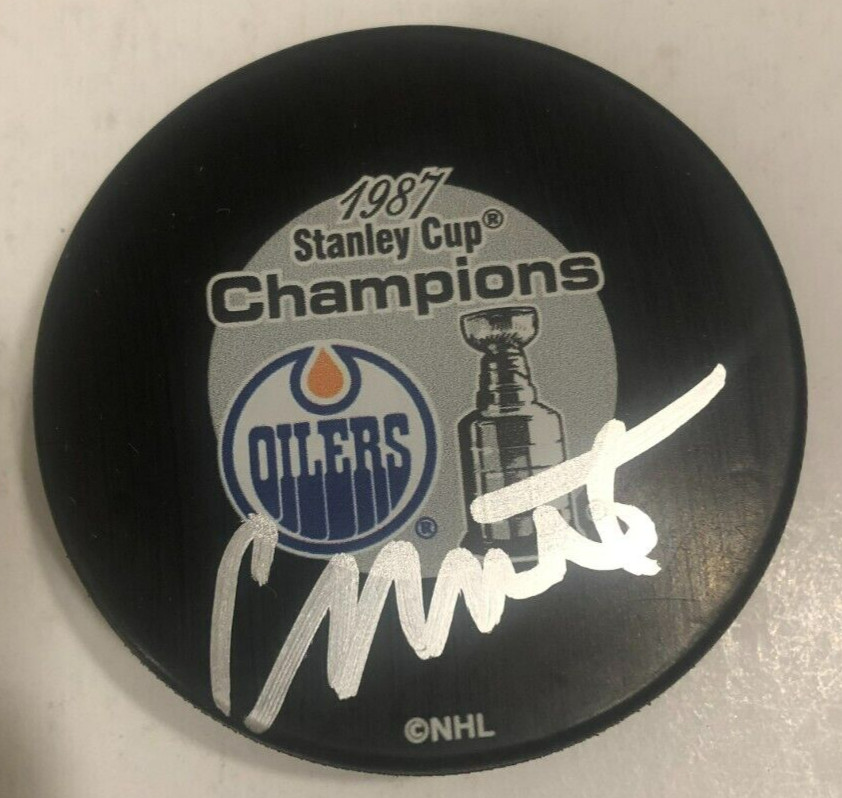 1987
Stanley Cup®
Champions
OILERS®
©NHL